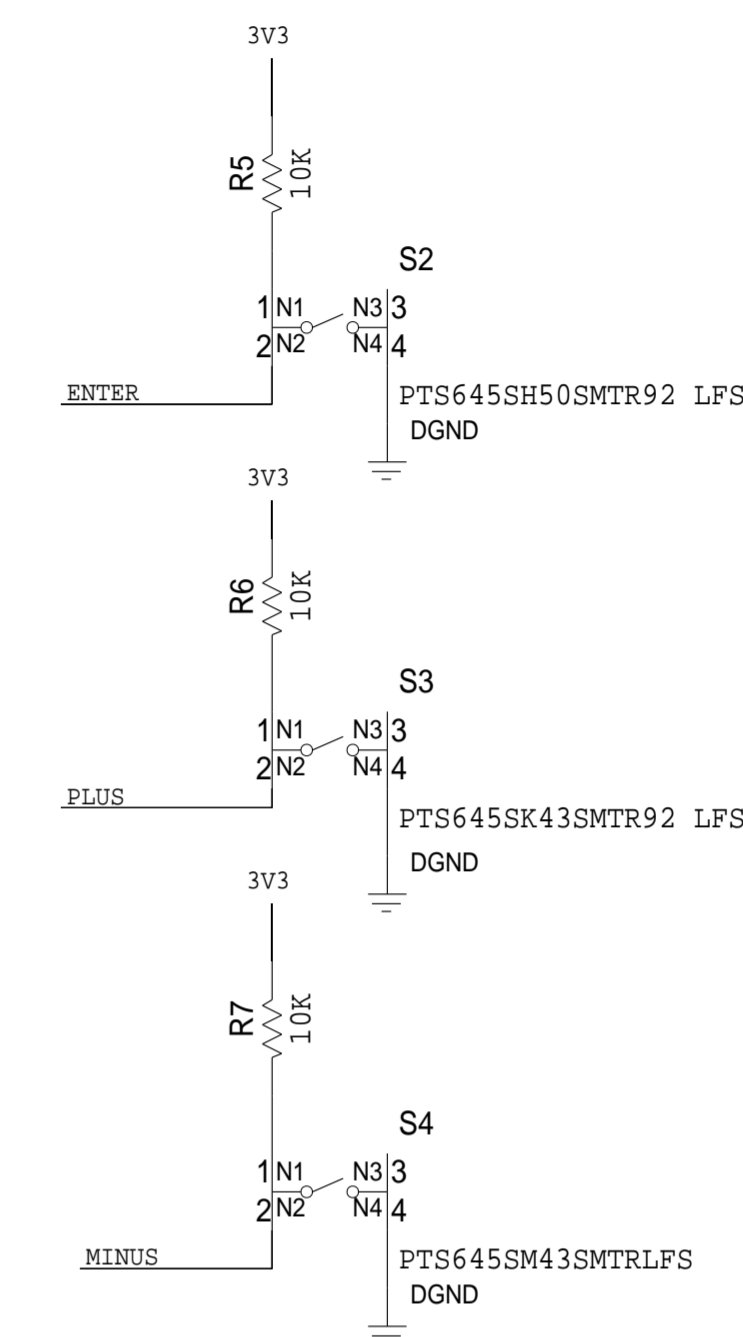 3V3
R5
10K
S2
1 N1 N3 3
2 N2 N4 4
ENTER
PTS645SH50SMTR92 LFS
DGND
3V3
R6
10K
S3
1 N1 N3 3
2 N2 N4 4
PLUS
PTS645SK43SMTR92 LFS
DGND
3V3
R7
10K
S4
1 N1 N3 3
2 N2 N4 4
MINUS
PTS645SM43SMTRLFS
DGND